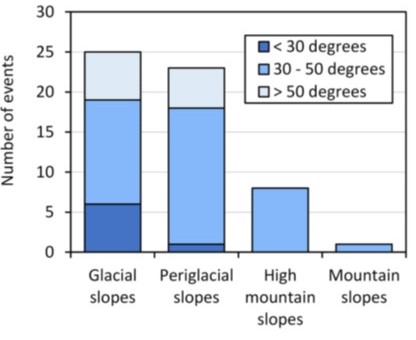 30
25
20
15
10
5
0
Number of events
< 30 degrees
30 - 50 degrees
> 50 degrees
Glacial slopes
Periglacial slopes
High mountain slopes
Mountain slopes